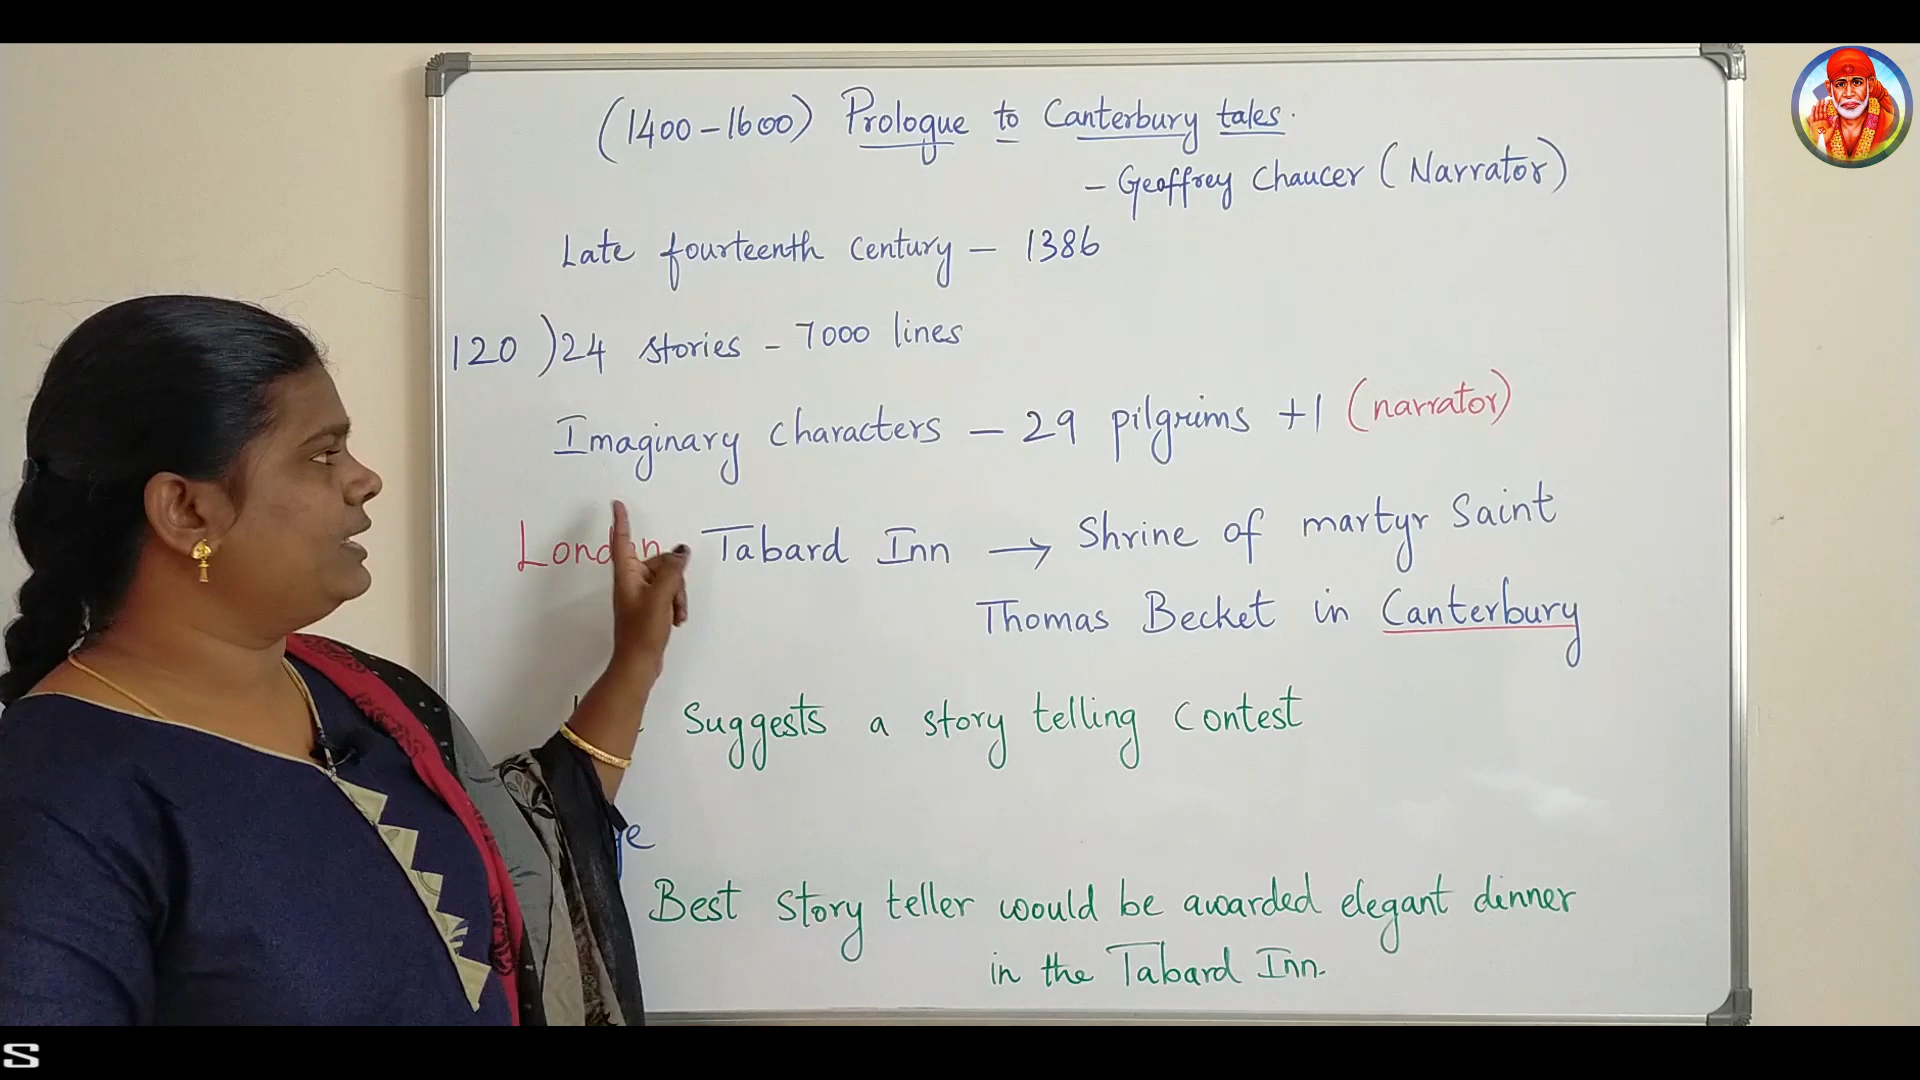 (1400-1600) Prologue to Canterbury tales.
- Geoffrey Chaucer (Narrator)
Late fourteenth century - 1386
120) 24 stories - 7000 lines
Imaginary characters - 29 pilgrims +1 (narrator)
London Tabard Inn → Shrine of martyr Saint
Thomas Becket in Canterbury
suggests a story telling contest
Best story teller would be awarded elegant dinner
in the Tabard Inn.
S